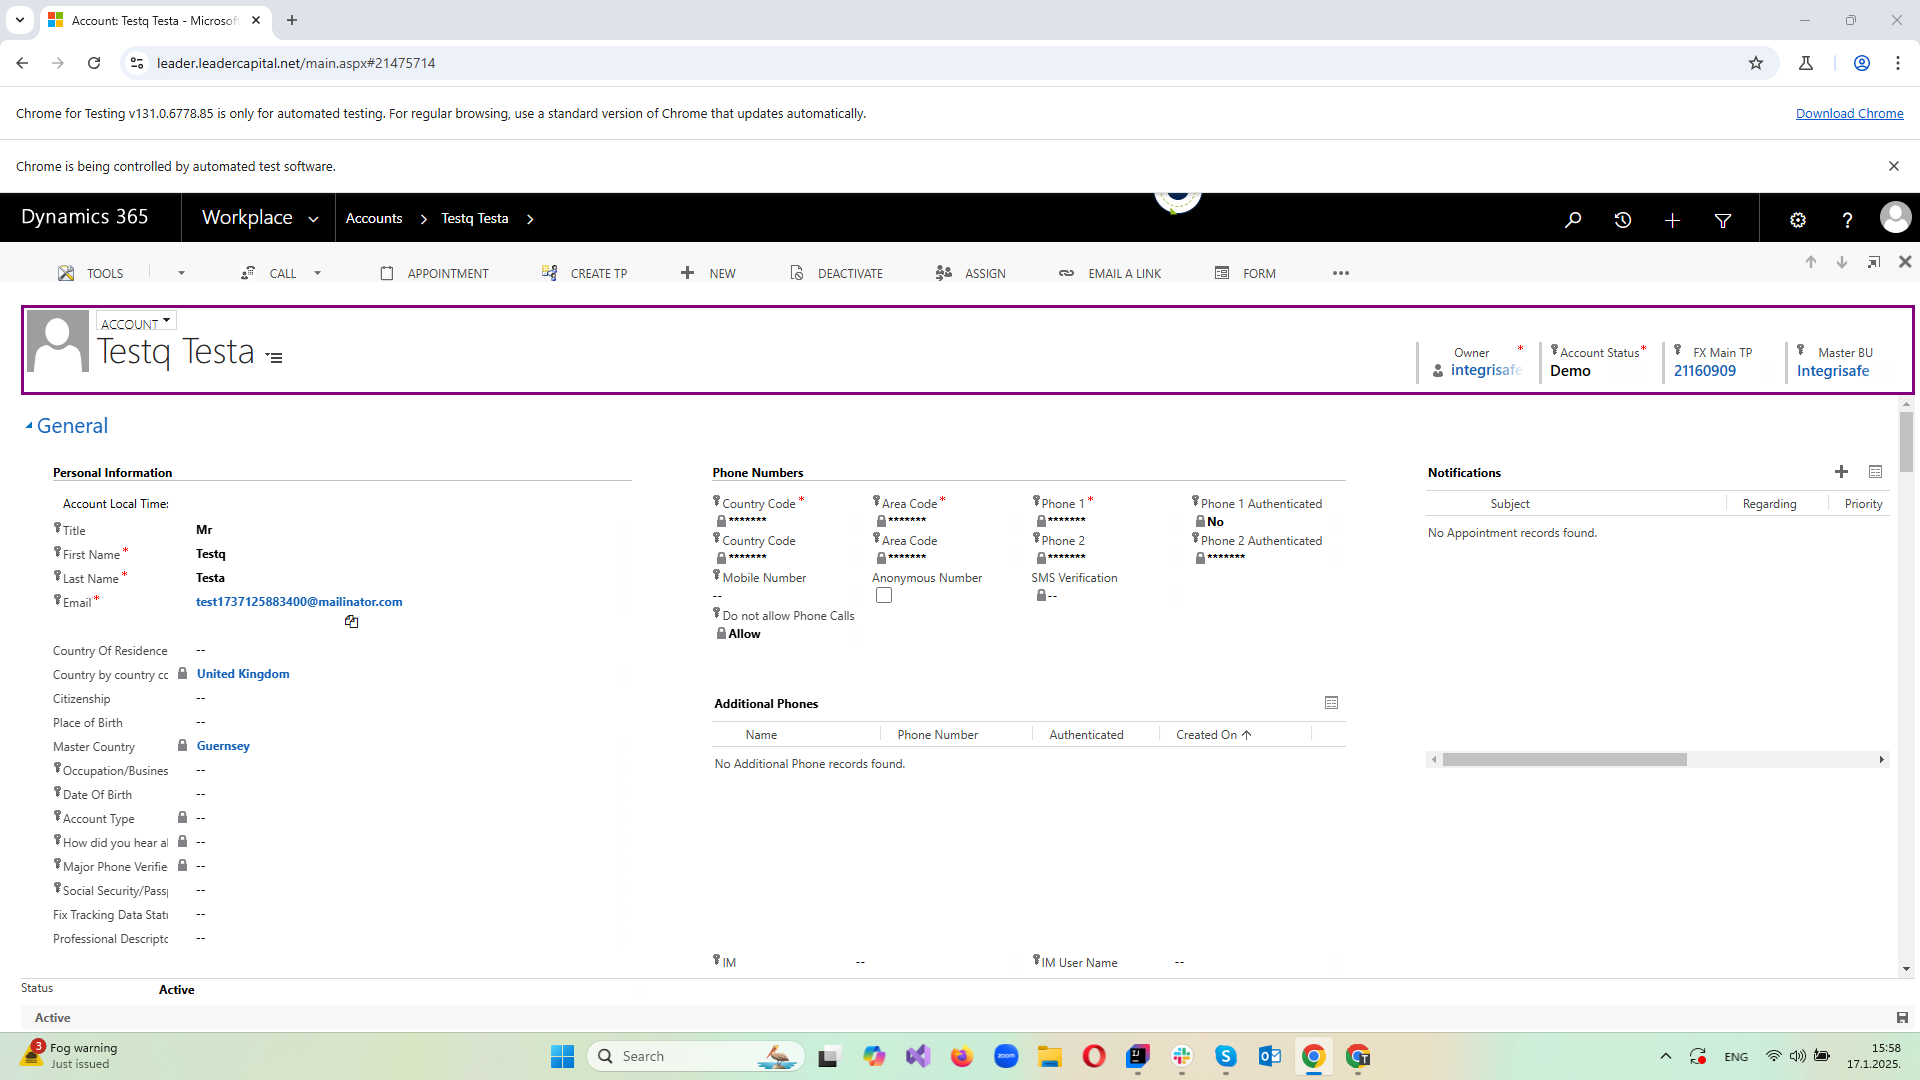 Account: Testq Testa - Microsof
leader.leadercapital.net/main.aspx#21475714
Chrome for Testing v131.0.6778.85 is only for automated testing. For regular browsing, use a standard version of Chrome that updates automatically.
Download Chrome
Chrome is being controlled by automated test software.
Dynamics 365
Workplace
Accounts
Testq Testa
TOOLS
CALL
APPOINTMENT
CREATE TP
NEW
DEACTIVATE
ASSIGN
EMAIL A LINK
FORM
ACCOUNT
Testq Testa
Owner *
integrisafe
Account Status *
Demo
FX Main TP
21160909
Master BU
Integrisafe
General
Personal Information
Account Local Time:
Title Mr
First Name * Testq
Last Name * Testa
Email * test1737125883400@mailinator.com
Country Of Residence --
Country by country cc United Kingdom
Citizenship --
Place of Birth --
Master Country Guernsey
Occupation/Busines --
Date Of Birth --
Account Type --
How did you hear al --
Major Phone Verifie --
Social Security/Passp --
Fix Tracking Data Statu --
Professional Descripto --
Phone Numbers
Country Code * Area Code * Phone 1 * Phone 1 Authenticated
******* ******* ******* No
Country Code Area Code Phone 2 Phone 2 Authenticated
******* ******* ******* *******
Mobile Number Anonymous Number SMS Verification
-- --
Do not allow Phone Calls
Allow
Additional Phones
Name Phone Number Authenticated Created On
No Additional Phone records found.
IM -- IM User Name --
Notifications
Subject Regarding Priority
No Appointment records found.
Status Active
Active
3
Fog warning
Just issued
Search
zoom
ENG
15:58
17.1.2025.